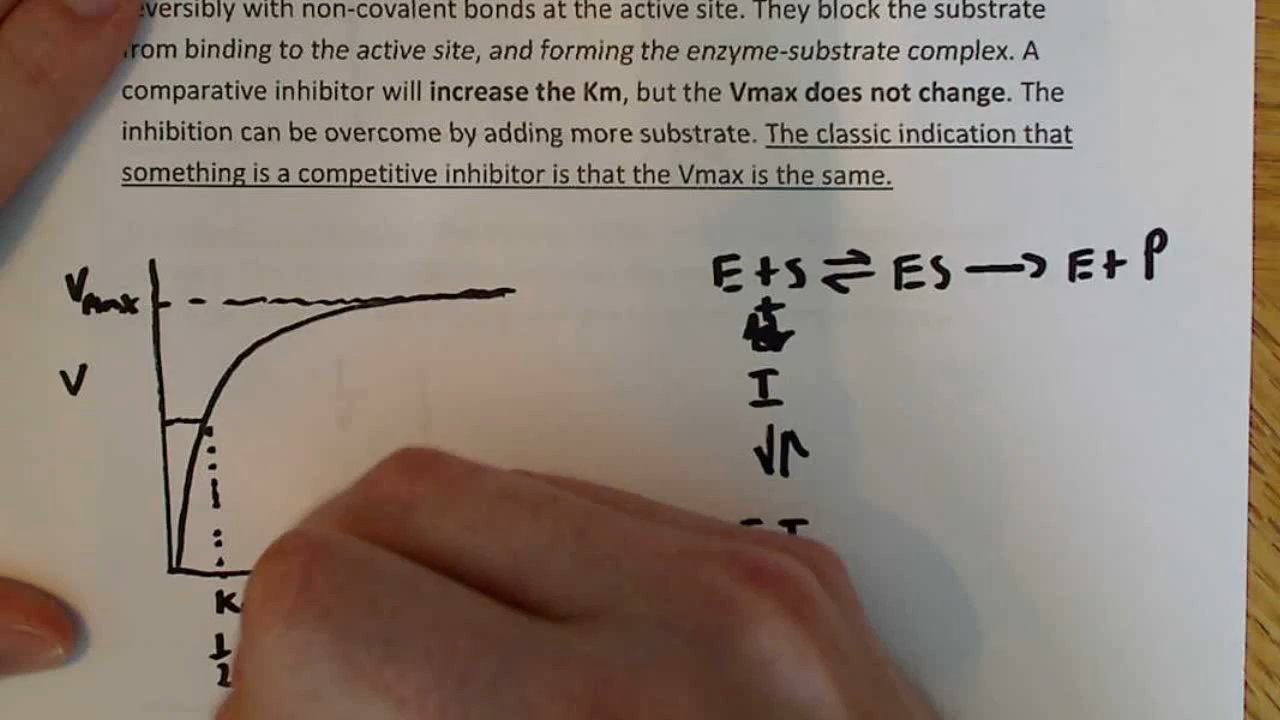 with non-covalent bonds at the active site. They block the substrate
from binding to the active site, and forming the enzyme-substrate complex. A
comparative inhibitor will increase the Km, but the Vmax does not change. The
inhibition can be overcome by adding more substrate. The classic indication that
something is a competitive inhibitor is that the Vmax is the same.
Vmax
V
K
1
2
E+S ⇌ ES → E+P
+
I